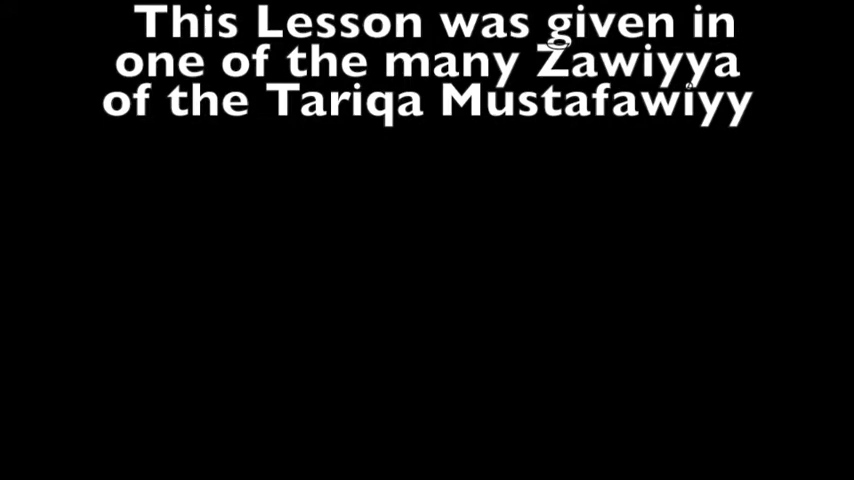 This Lesson was given in
one of the many Zawiyya
of the Tariqa Mustafawiyy